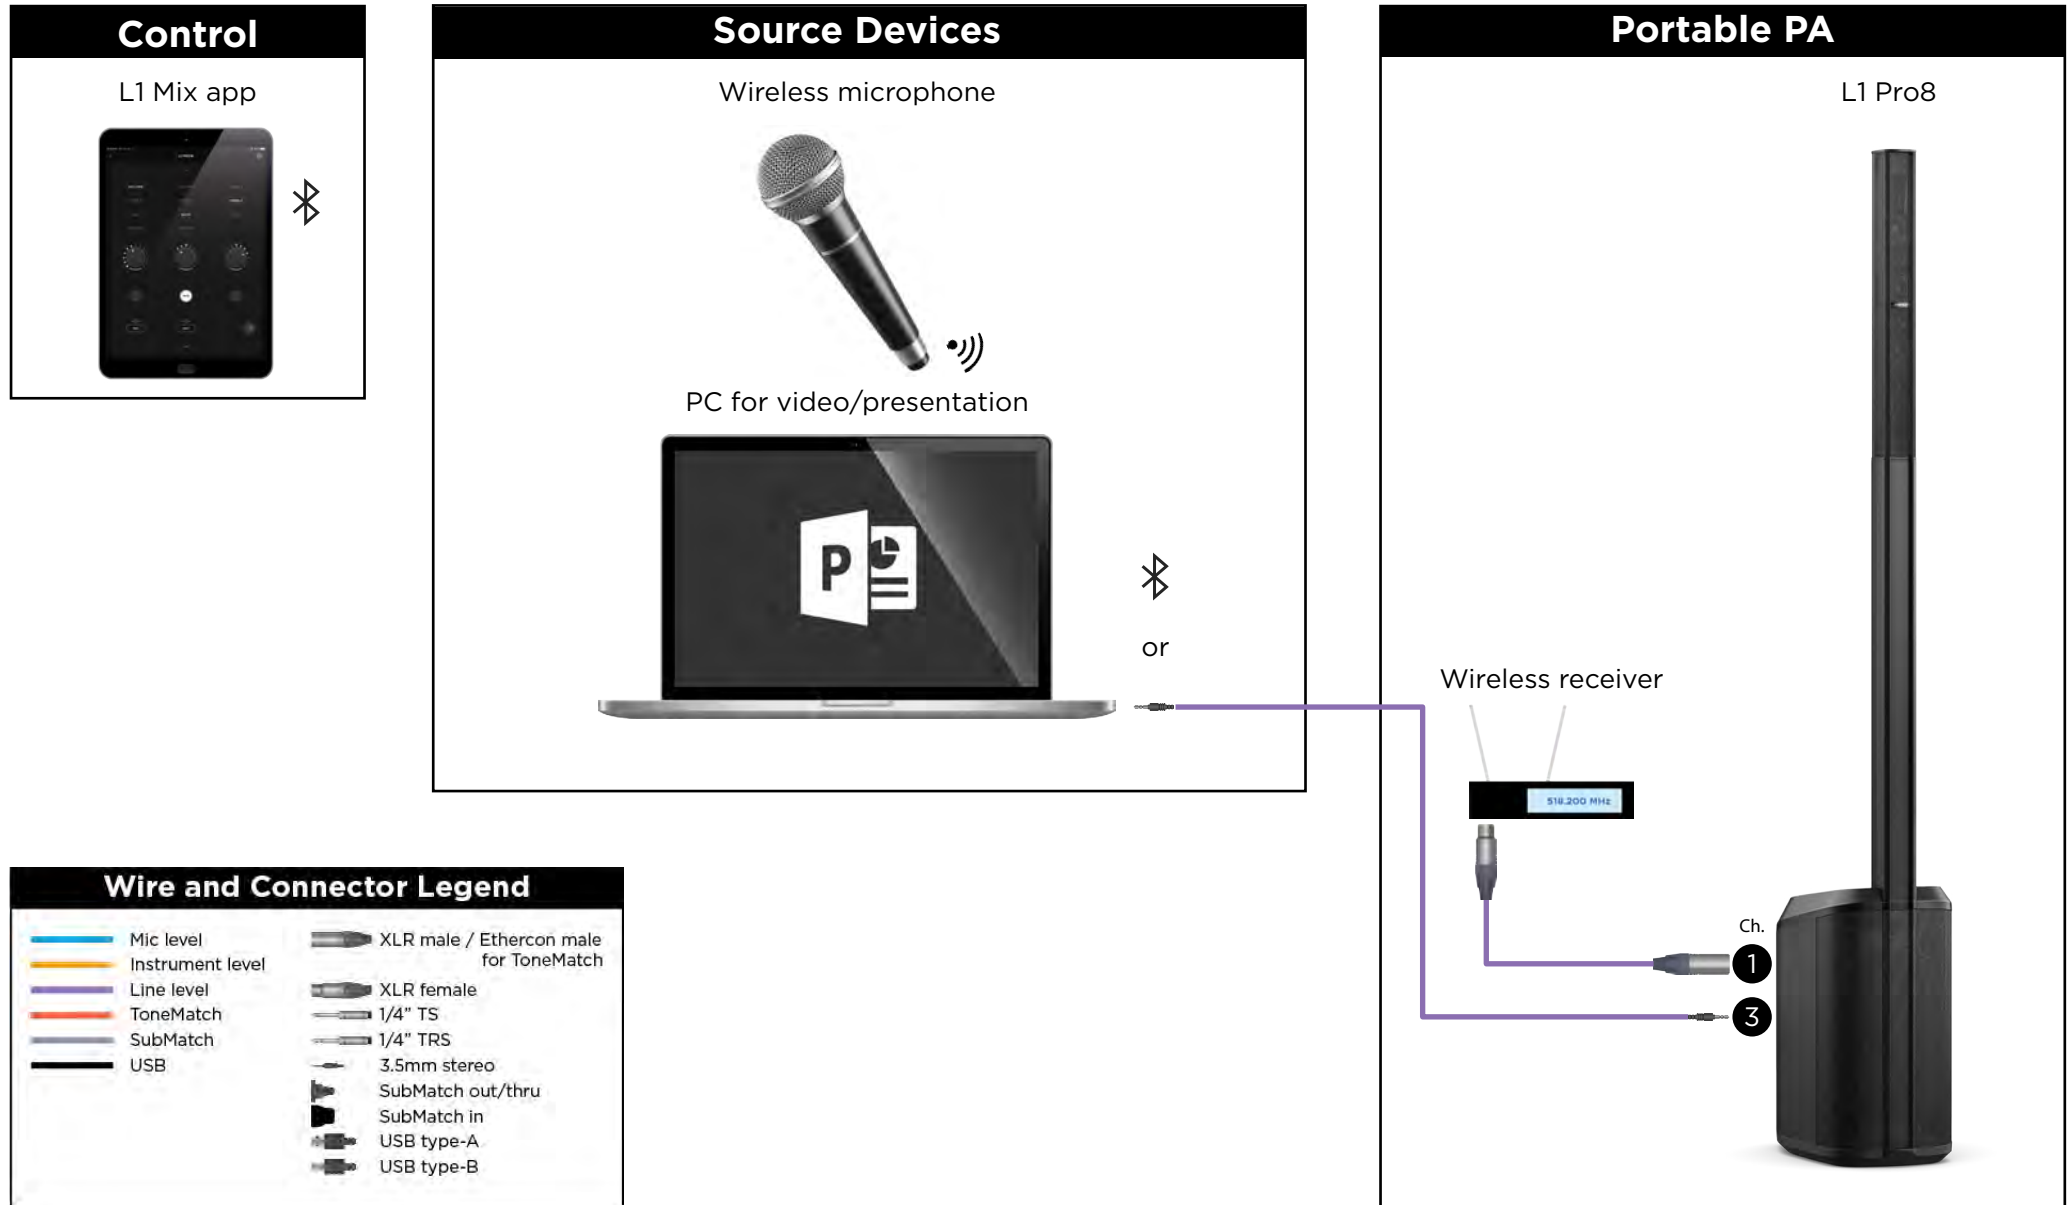 Control
L1 Mix app
Source Devices
Wireless microphone
PC for video/presentation
P
or
Portable PA
L1 Pro8
Wireless receiver
518.200 MHz
Ch.
1
3
Wire and Connector Legend
Mic level
Instrument level
Line level
ToneMatch
SubMatch
USB
XLR male / Ethercon male
for ToneMatch
XLR female
1/4” TS
1/4” TRS
3.5mm stereo
SubMatch out/thru
SubMatch in
USB type-A
USB type-B